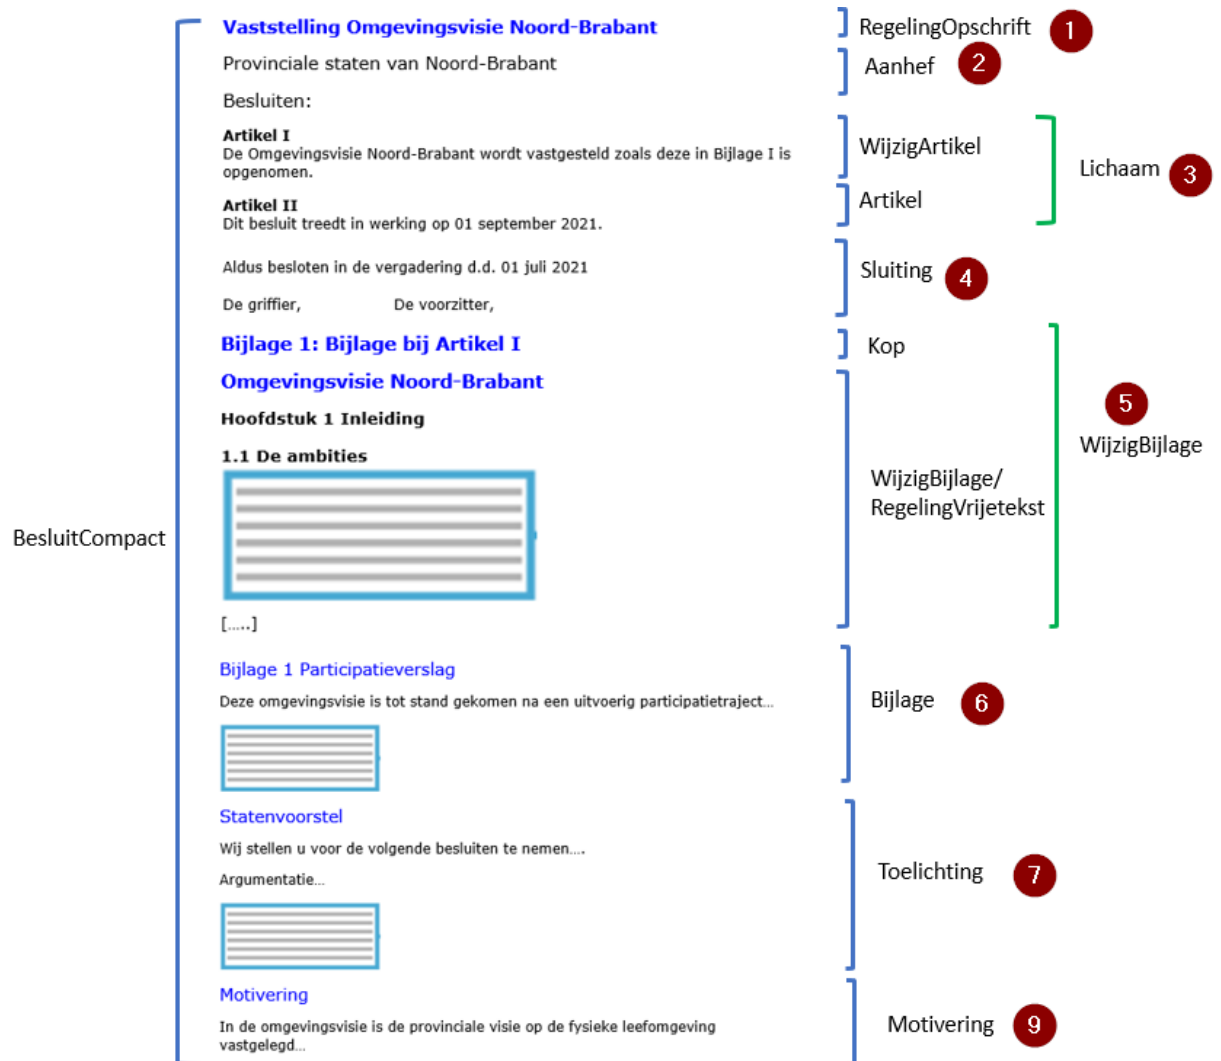 Vaststelling Omgevingsvisie Noord-Brabant
RegelingOpschrift 1
Provinciale staten van Noord-Brabant
Aanhef 2
Besluiten:
Artikel I
De Omgevingsvisie Noord-Brabant wordt vastgesteld zoals deze in Bijlage I is
opgenomen.
WijzigArtikel
Lichaam 3
Artikel II
Dit besluit treedt in werking op 01 september 2021.
Artikel
Aldus besloten in de vergadering d.d. 01 juli 2021
Sluiting 4
De griffier, De voorzitter,
Bijlage 1: Bijlage bij Artikel I
Kop
Omgevingsvisie Noord-Brabant
5
WijzigBijlage
Hoofdstuk 1 Inleiding
1.1 De ambities
WijzigBijlage/
RegelingVrijetekst
BesluitCompact
[.....]
Bijlage 1 Participatieverslag
Deze omgevingsvisie is tot stand gekomen na een uitvoerig participatietraject...
Bijlage 6
Statenvoorstel
Wij stellen u voor de volgende besluiten te nemen....
Argumentatie...
Toelichting 7
Motivering
In de omgevingsvisie is de provinciale visie op de fysieke leefomgeving
vastgelegd...
Motivering 9